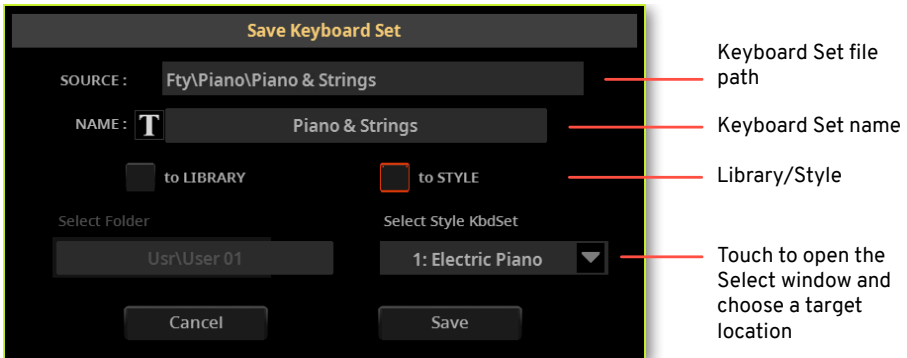 Save Keyboard Set
SOURCE :
Fty\Piano\Piano & Strings
Keyboard Set file
path
NAME :
T
Piano & Strings
Keyboard Set name
to LIBRARY
to STYLE
Library/Style
Select Folder
Select Style KbdSet
Usr\User 01
1: Electric Piano
Touch to open the
Select window and
choose a target
location
Cancel
Save